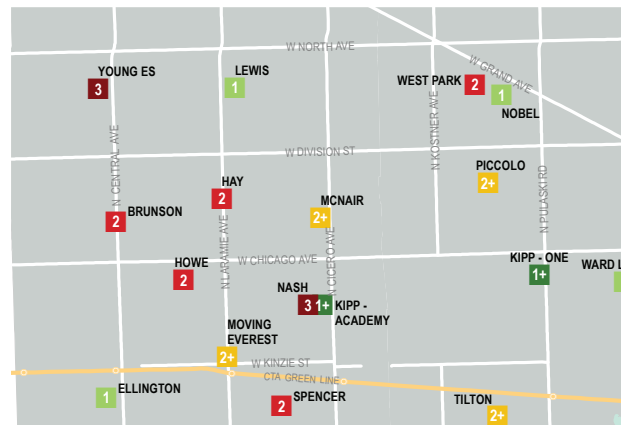 W NORTH AVE
YOUNG ES
3
LEWIS
1
W GRAND AVE
WEST PARK
2
1
NOBEL
N KOSTNER AVE
N CENTRAL AVE
W DIVISION ST
PICCOLO
2+
N PULASKI RD
HAY
2
BRUNSON
2
MCNAIR
2+
N LARAMIE AVE
N CICERO AVE
W CHICAGO AVE
HOWE
2
KIPP - ONE
1+
WARD L
NASH
3
1+
KIPP -
ACADEMY
MOVING
EVEREST
2+
W KINZIE ST
CTA GREEN LINE
ELLINGTON
1
2
SPENCER
TILTON
2+